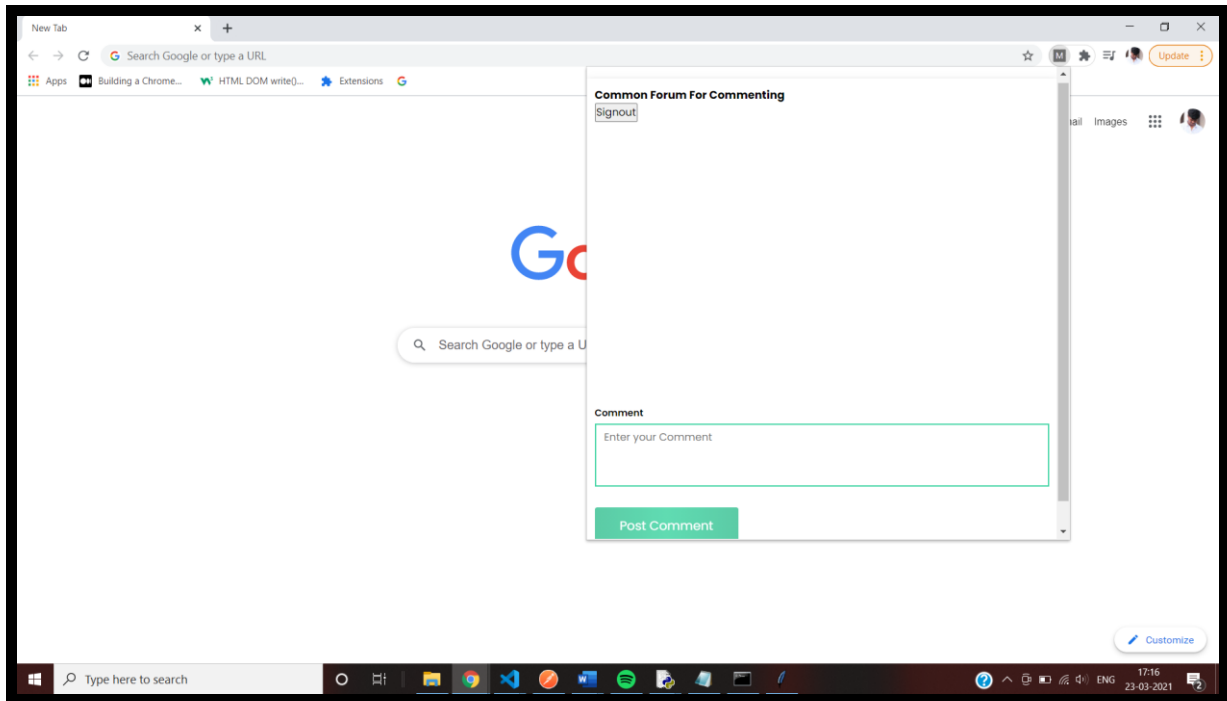 New Tab
Search Google or type a URL
Update
Apps
Building a Chrome...
HTML DOM write()...
Extensions
Common Forum For Commenting
Signout
ail
Images
Go
Search Google or type a U
Comment
Enter your Comment
Post Comment
Customize
Type here to search
ENG
17:16
23-03-2021
2